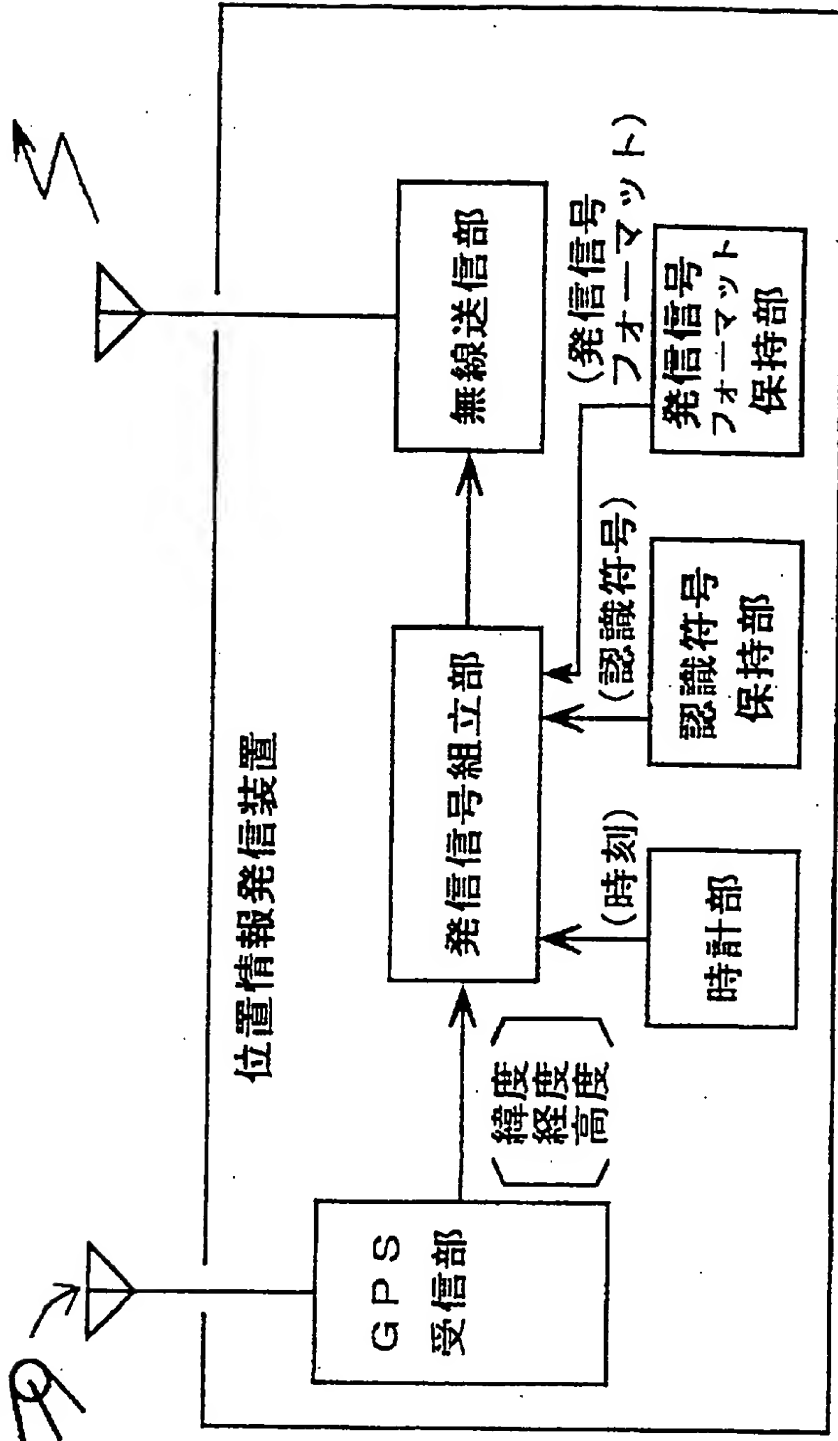 位置情報発信装置
GPS
受信部
緯度
経度
高度
発信信号組立部
無線送信部
(時刻)
(認識符号)
(発信信号
フォーマット)
時計部
認識符号
保持部
発信信号
フォーマット
保持部